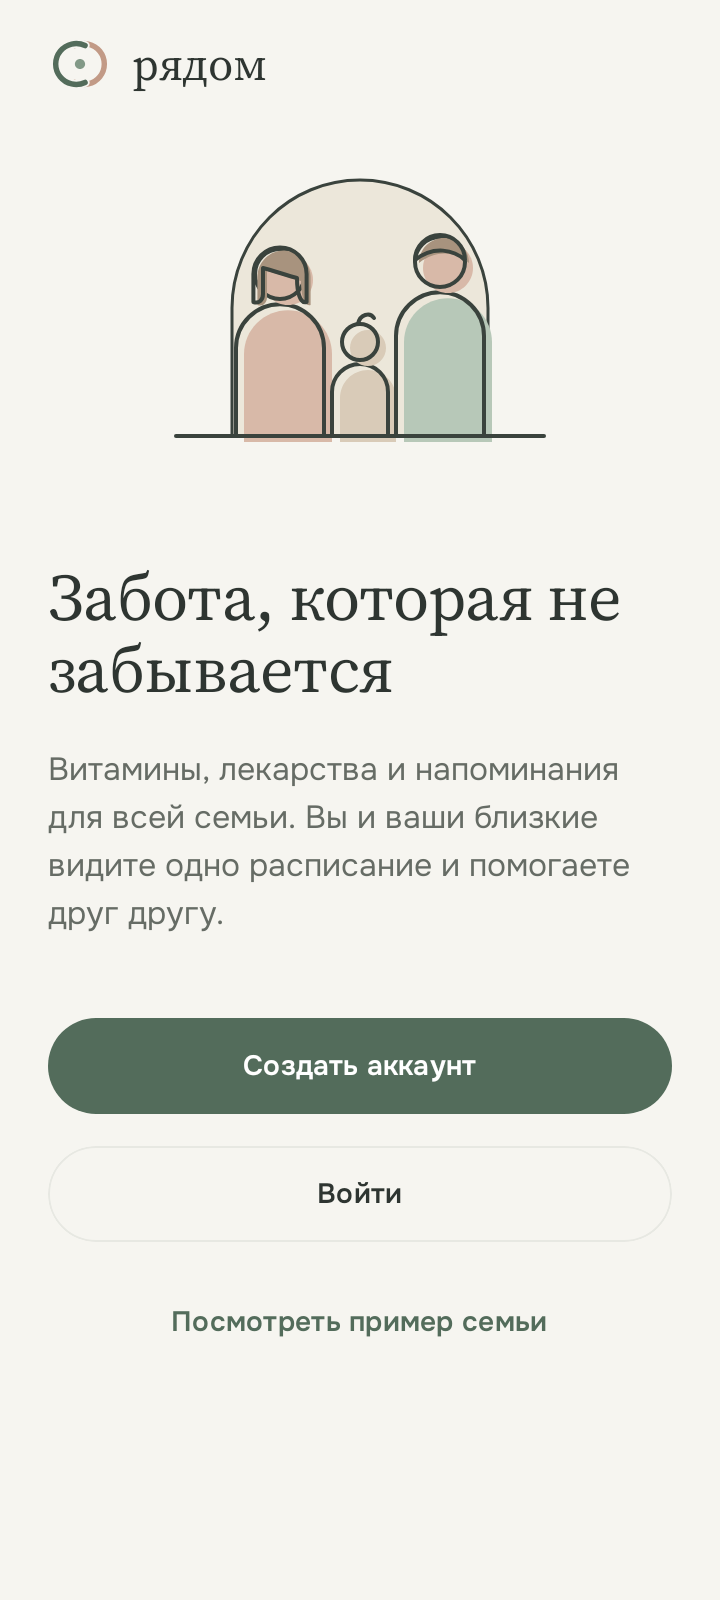 рядом
Забота, которая не
забывается
Витамины, лекарства и напоминания
для всей семьи. Вы и ваши близкие
видите одно расписание и помогаете
друг другу.
Создать аккаунт
Войти
Посмотреть пример семьи